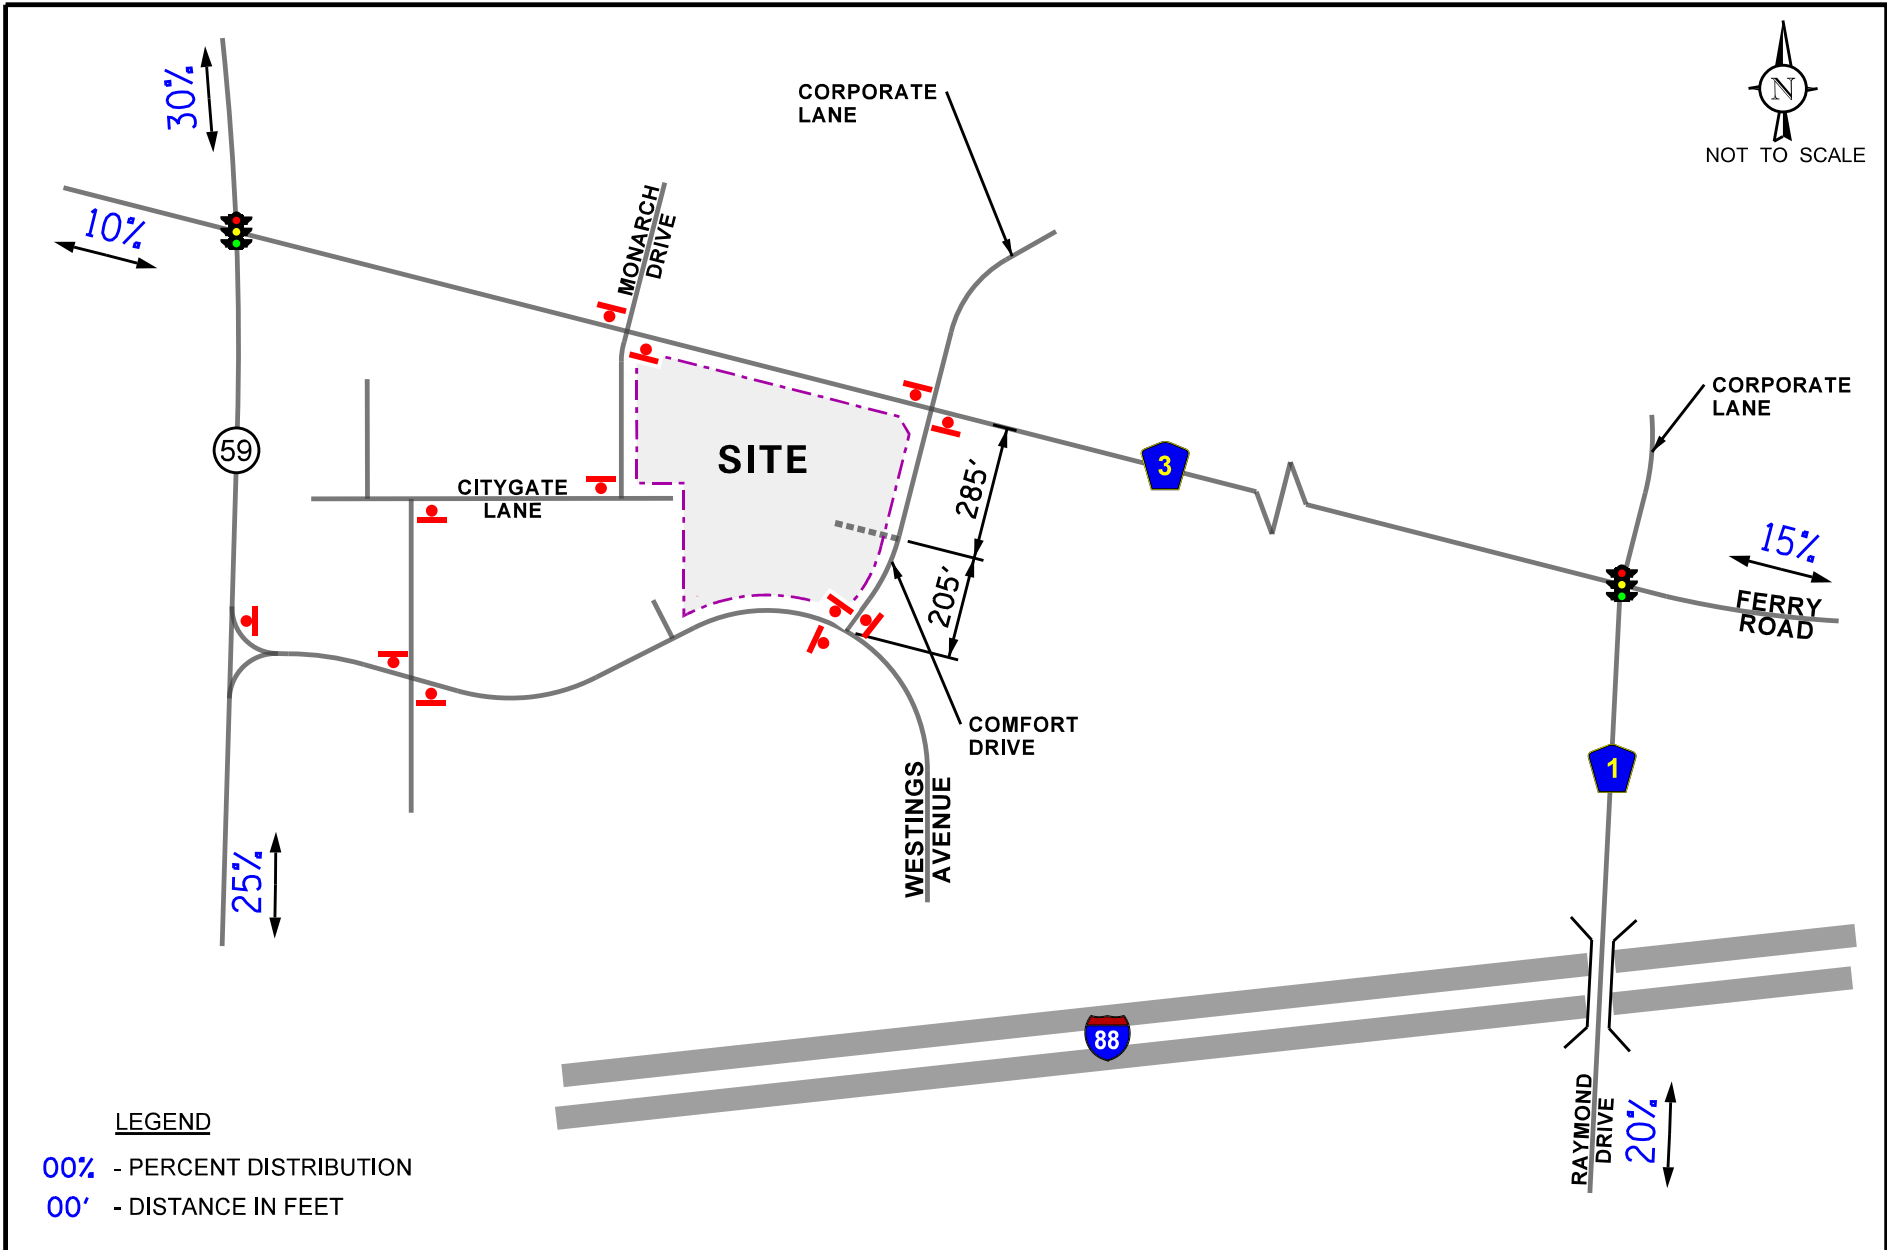 30%
10%
CORPORATE
LANE
N
NOT TO SCALE
MONARCH
DRIVE
CORPORATE
LANE
59
SITE
3
285'
CITYGATE
LANE
15%
205'
FERRY
ROAD
COMFORT
DRIVE
1
WESTINGS
AVENUE
25%
88
RAYMOND
DRIVE
20%
LEGEND
00% - PERCENT DISTRIBUTION
00' - DISTANCE IN FEET